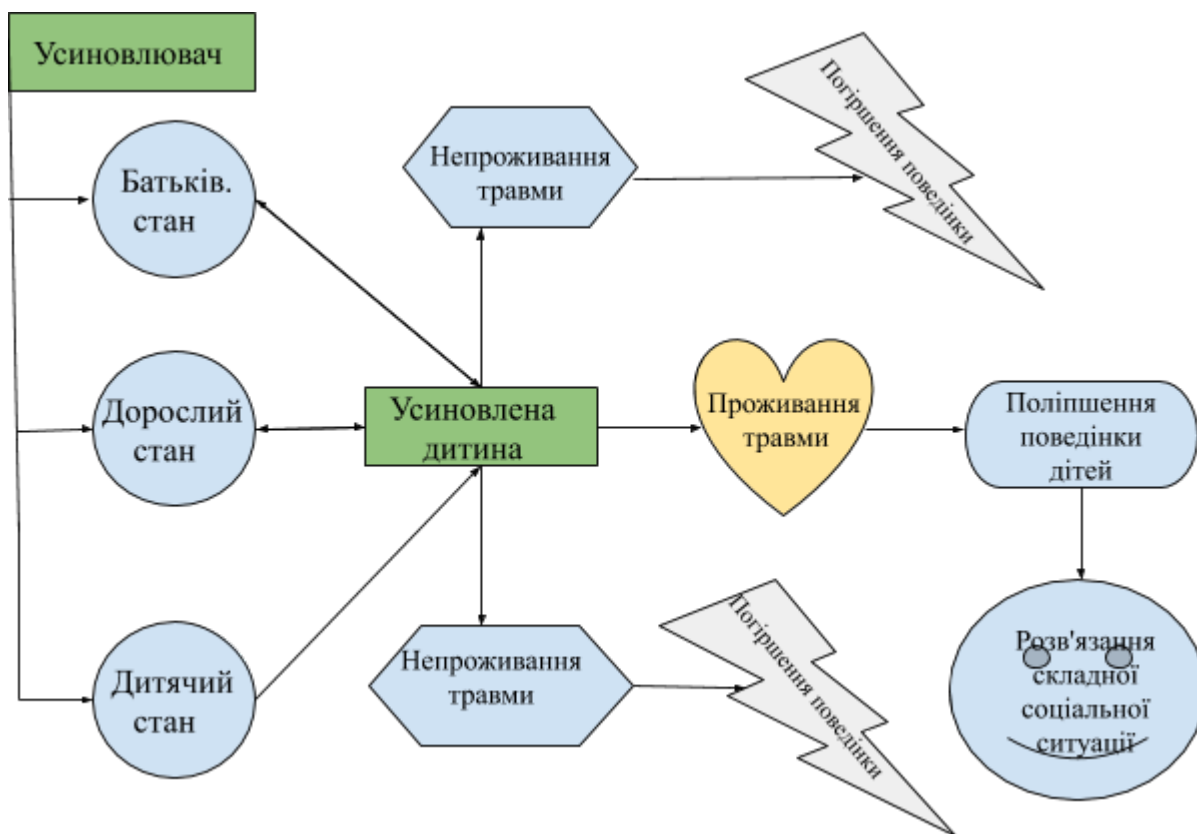 Усиновлювач
Батьків.
стан
Непроживання
травми
Погіршення поведінки
Дорослий
стан
Усиновлена
дитина
Проживання
травми
Поліпшення
поведінки
дітей
Дитячий
стан
Непроживання
травми
Погіршення поведінки
Розв'язання
складної
соціальної
ситуації